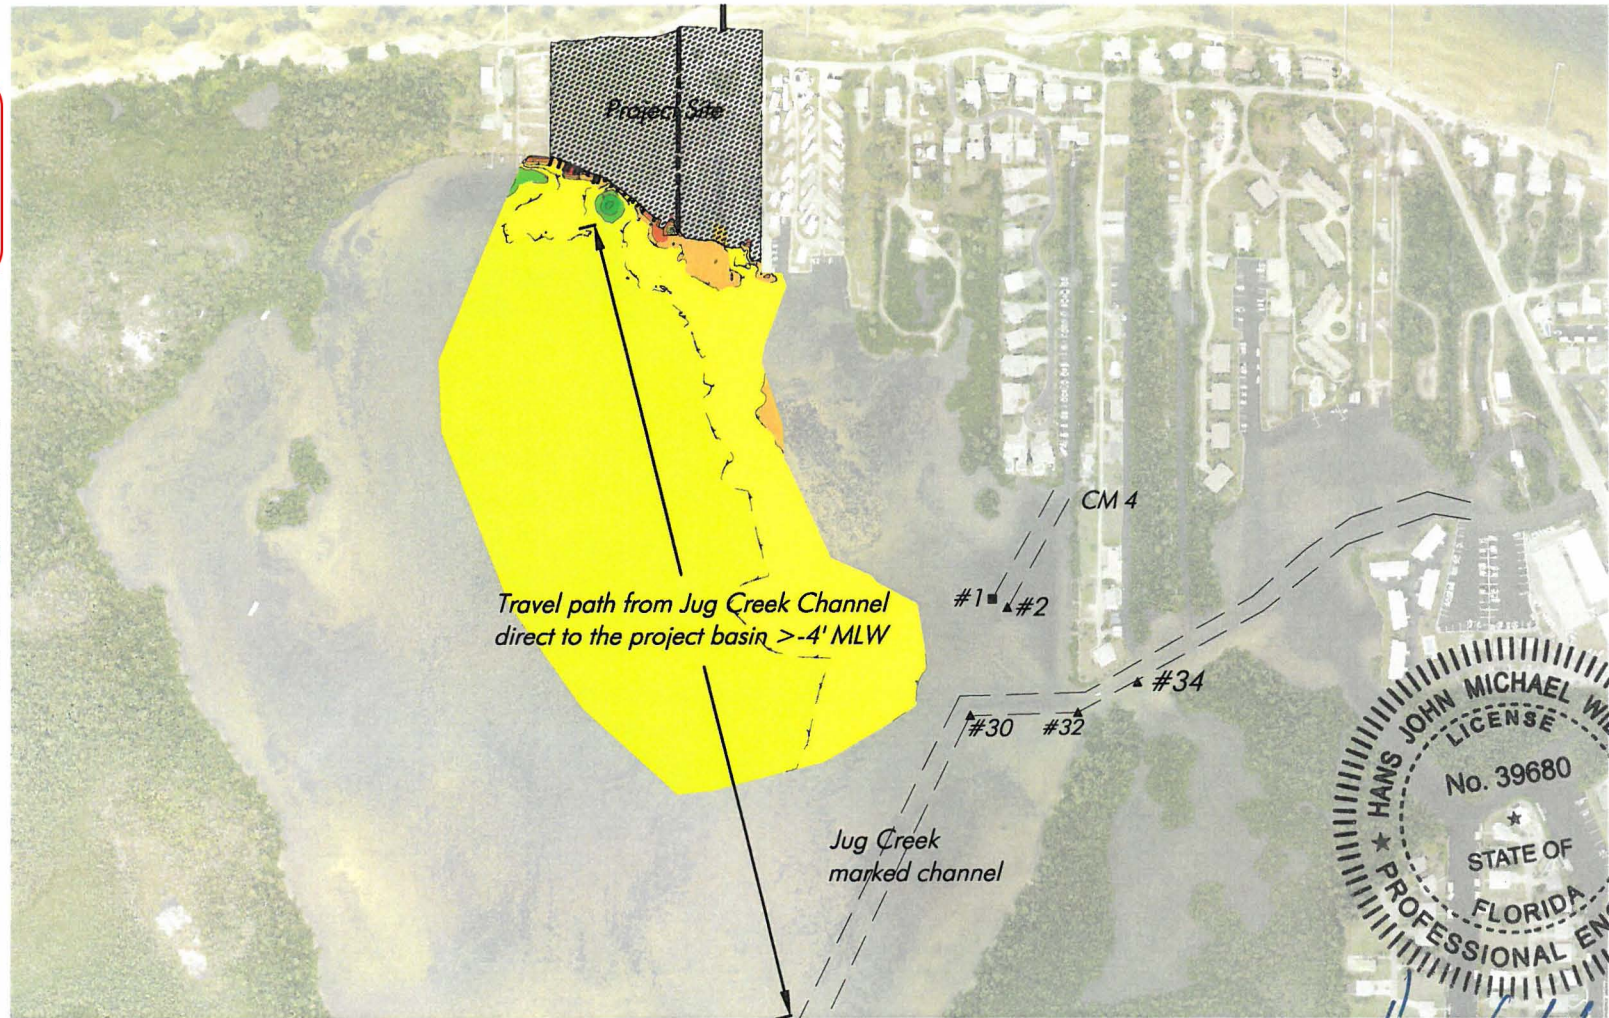 Project Site
CM 4
#1
#2
Travel path from Jug Creek Channel
direct to the project basin >-4' MLW
#34
#30
#32
Jug Creek
marked channel
HANS JOHN MICHAEL
LICENSE
No. 39680
STATE OF
FLORIDA
PROFESSIONAL